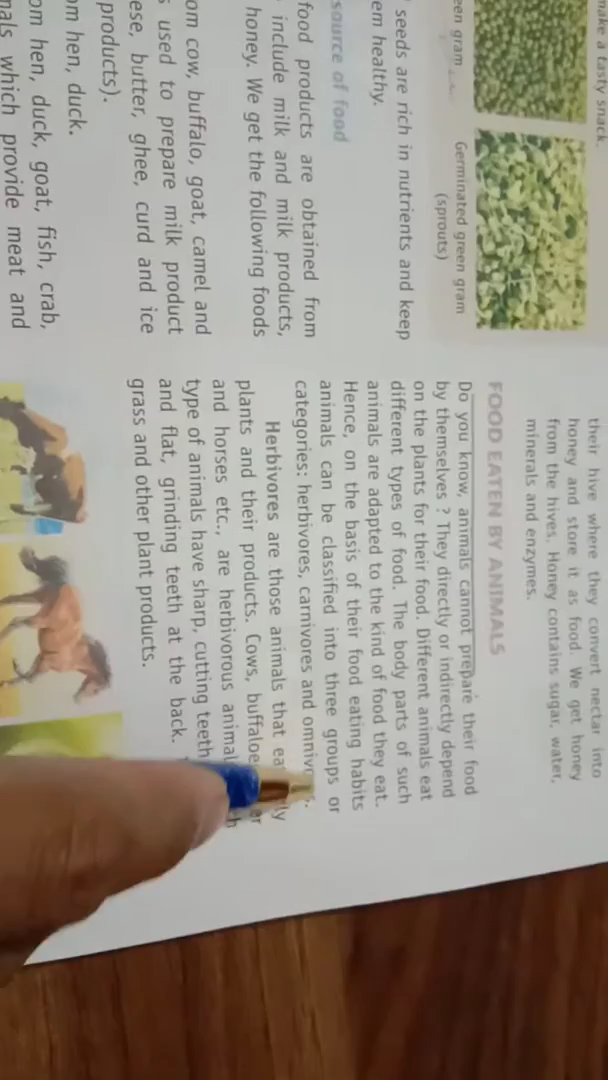 make a tasty snack.
een gram
Germinated green gram
(sprouts)
seeds are rich in nutrients and keep
em healthy.
source of food
food products are obtained from
include milk and milk products,
honey. We get the following foods
om cow, buffalo, goat, camel and
s used to prepare milk product
ese, butter, ghee, curd and ice
products).
om hen, duck.
om hen, duck, goat, fish, crab,
mals which provide meat and
their hive where they convert nectar into
honey and store it as food. We get honey
from the hives. Honey contains sugar, water,
minerals and enzymes.
FOOD EATEN BY ANIMALS
Do you know, animals cannot prepare their food
by themselves ? They directly or indirectly depend
on the plants for their food. Different animals eat
different types of food. The body parts of such
animals are adapted to the kind of food they eat.
Hence, on the basis of their food eating habits
animals can be classified into three groups or
categories: herbivores, carnivores and
Herbivores are those animals that
plants and their products. Cows,
and horses etc., are herbivorous
type of animals have sharp, cutting teeth
and flat, grinding teeth at the back.
grass and other plant products.